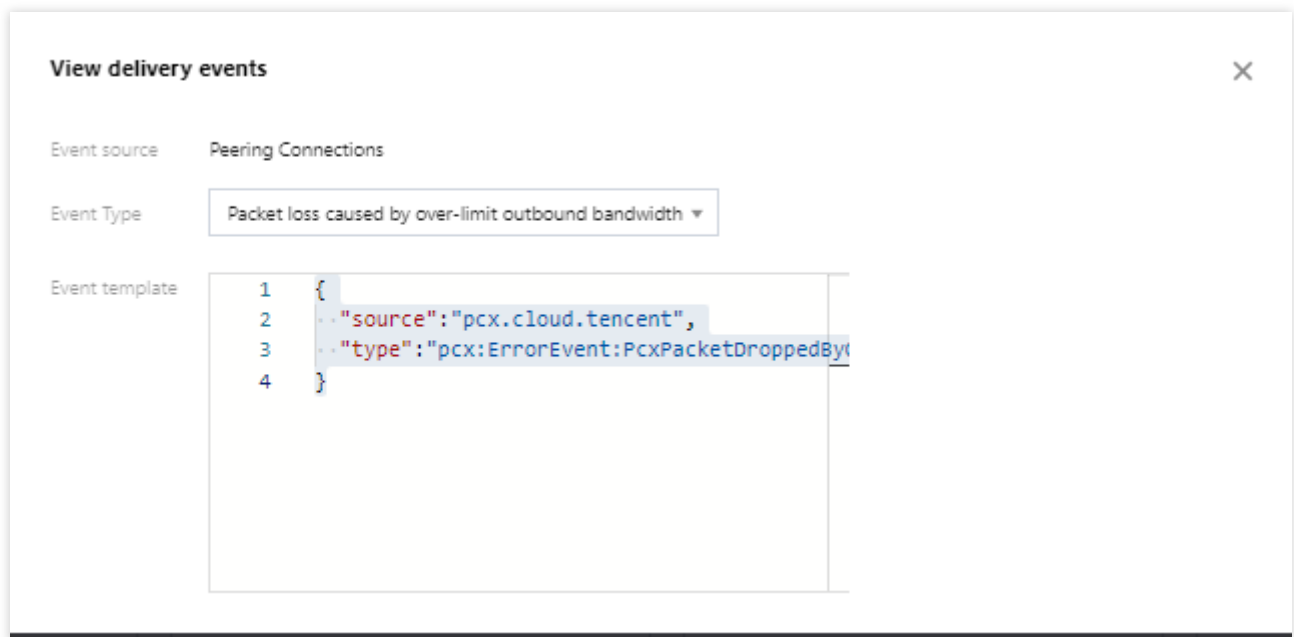 View delivery events
Event source Peering Connections
Event Type Packet loss caused by over-limit outbound bandwidth
Event template
1 {
2 "source":"pcx.cloud.tencent",
3 "type":"pcx:ErrorEvent:PcxPacketDroppedBy
4 }